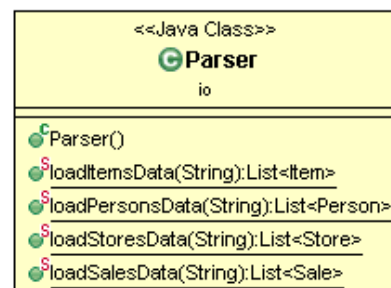 <<Java Class>>
Parser
io
Parser()
loadItemsData(String):List<Item>
loadPersonsData(String):List<Person>
loadStoresData(String):List<Store>
loadSalesData(String):List<Sale>